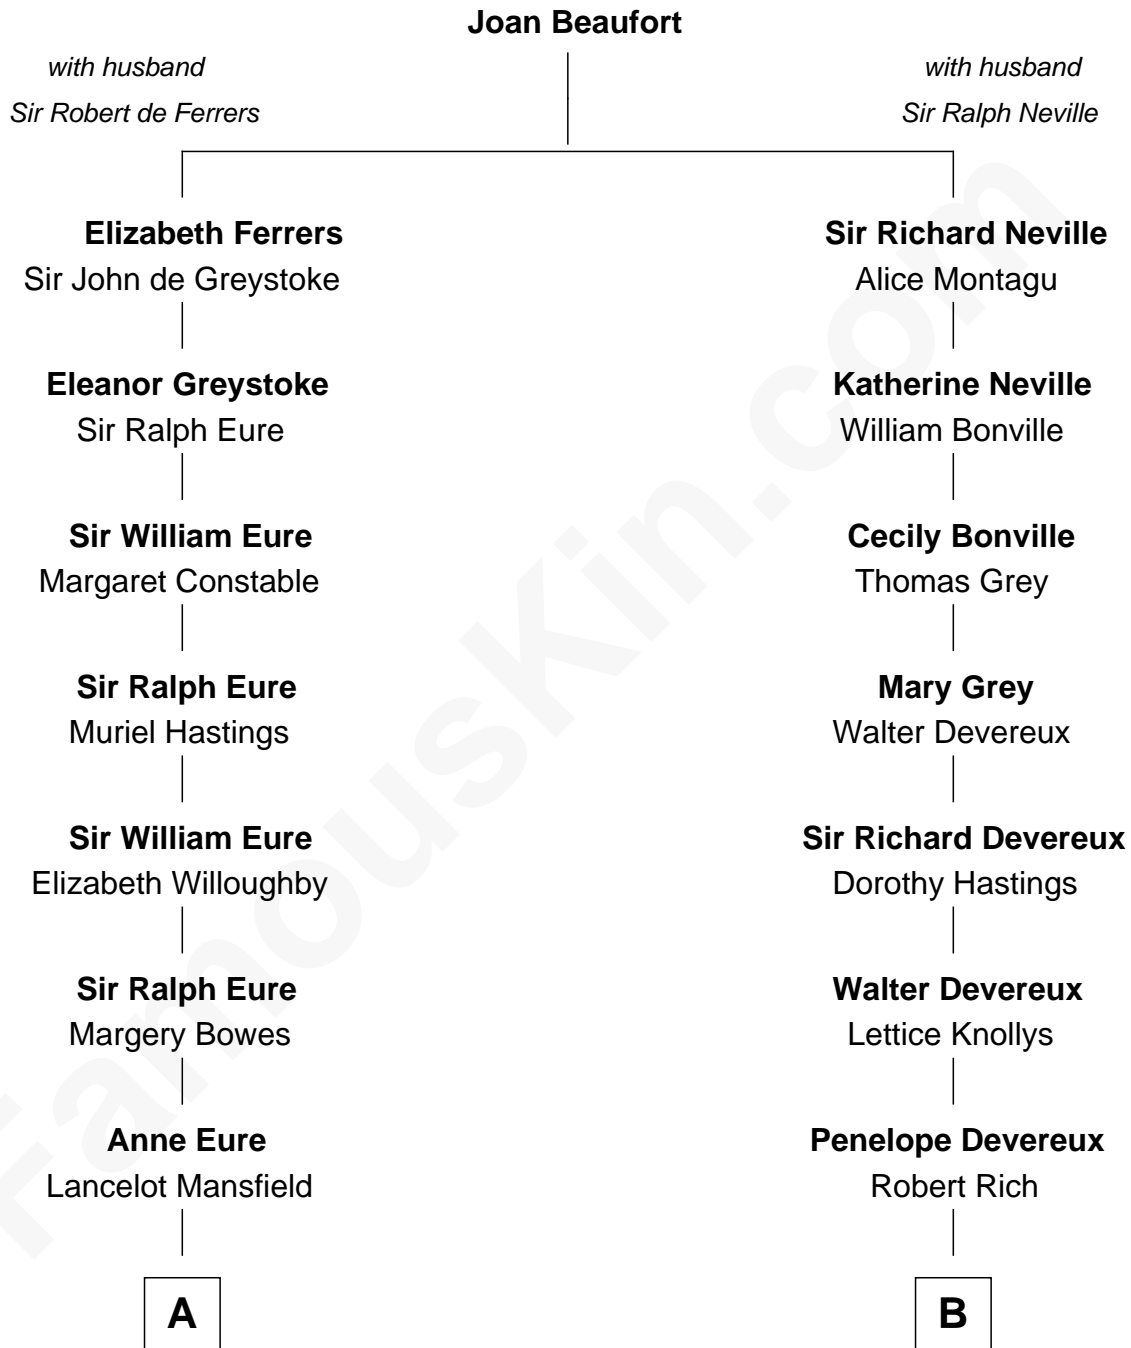 Joan Beaufort
with husband
Sir Robert de Ferrers
with husband
Sir Ralph Neville
Elizabeth Ferrers
Sir John de Greystoke
Sir Richard Neville
Alice Montagu
Eleanor Greystoke
Sir Ralph Eure
Katherine Neville
William Bonville
Sir William Eure
Margaret Constable
Cecily Bonville
Thomas Grey
Sir Ralph Eure
Muriel Hastings
Mary Grey
Walter Devereux
Sir William Eure
Elizabeth Willoughby
Sir Richard Devereux
Dorothy Hastings
Sir Ralph Eure
Margery Bowes
Walter Devereux
Lettice Knollys
Anne Eure
Lancelot Mansfield
Penelope Devereux
Robert Rich
A
B
FamousKin.com